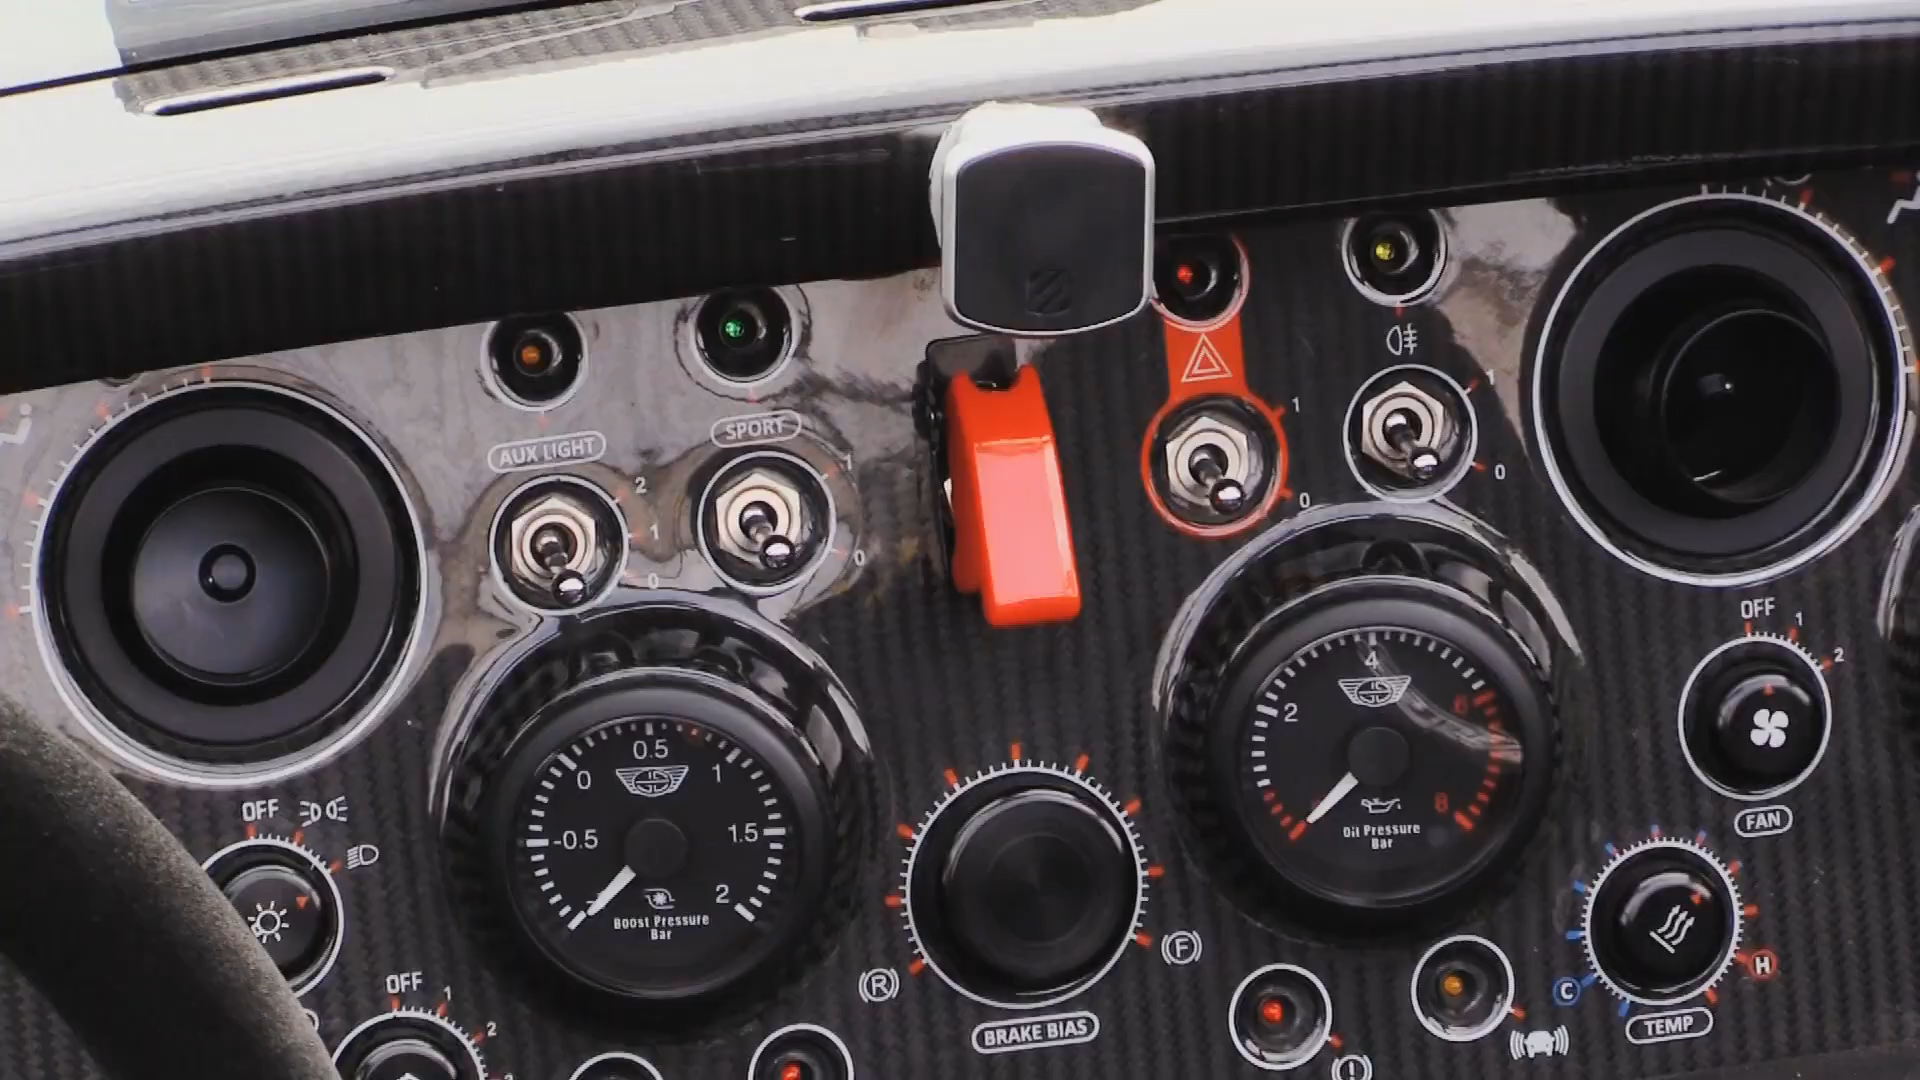 AUX LIGHT
2
1
0
SPORT
1
0
1
0
1
0
OFF
1
2
FAN
OFF
0.5
0
1
-0.5
1.5
2
Boost Pressure
Bar
4
2
6
8
Oil Pressure
Bar
OFF
1
2
R
F
BRAKE BIAS
C
H
TEMP